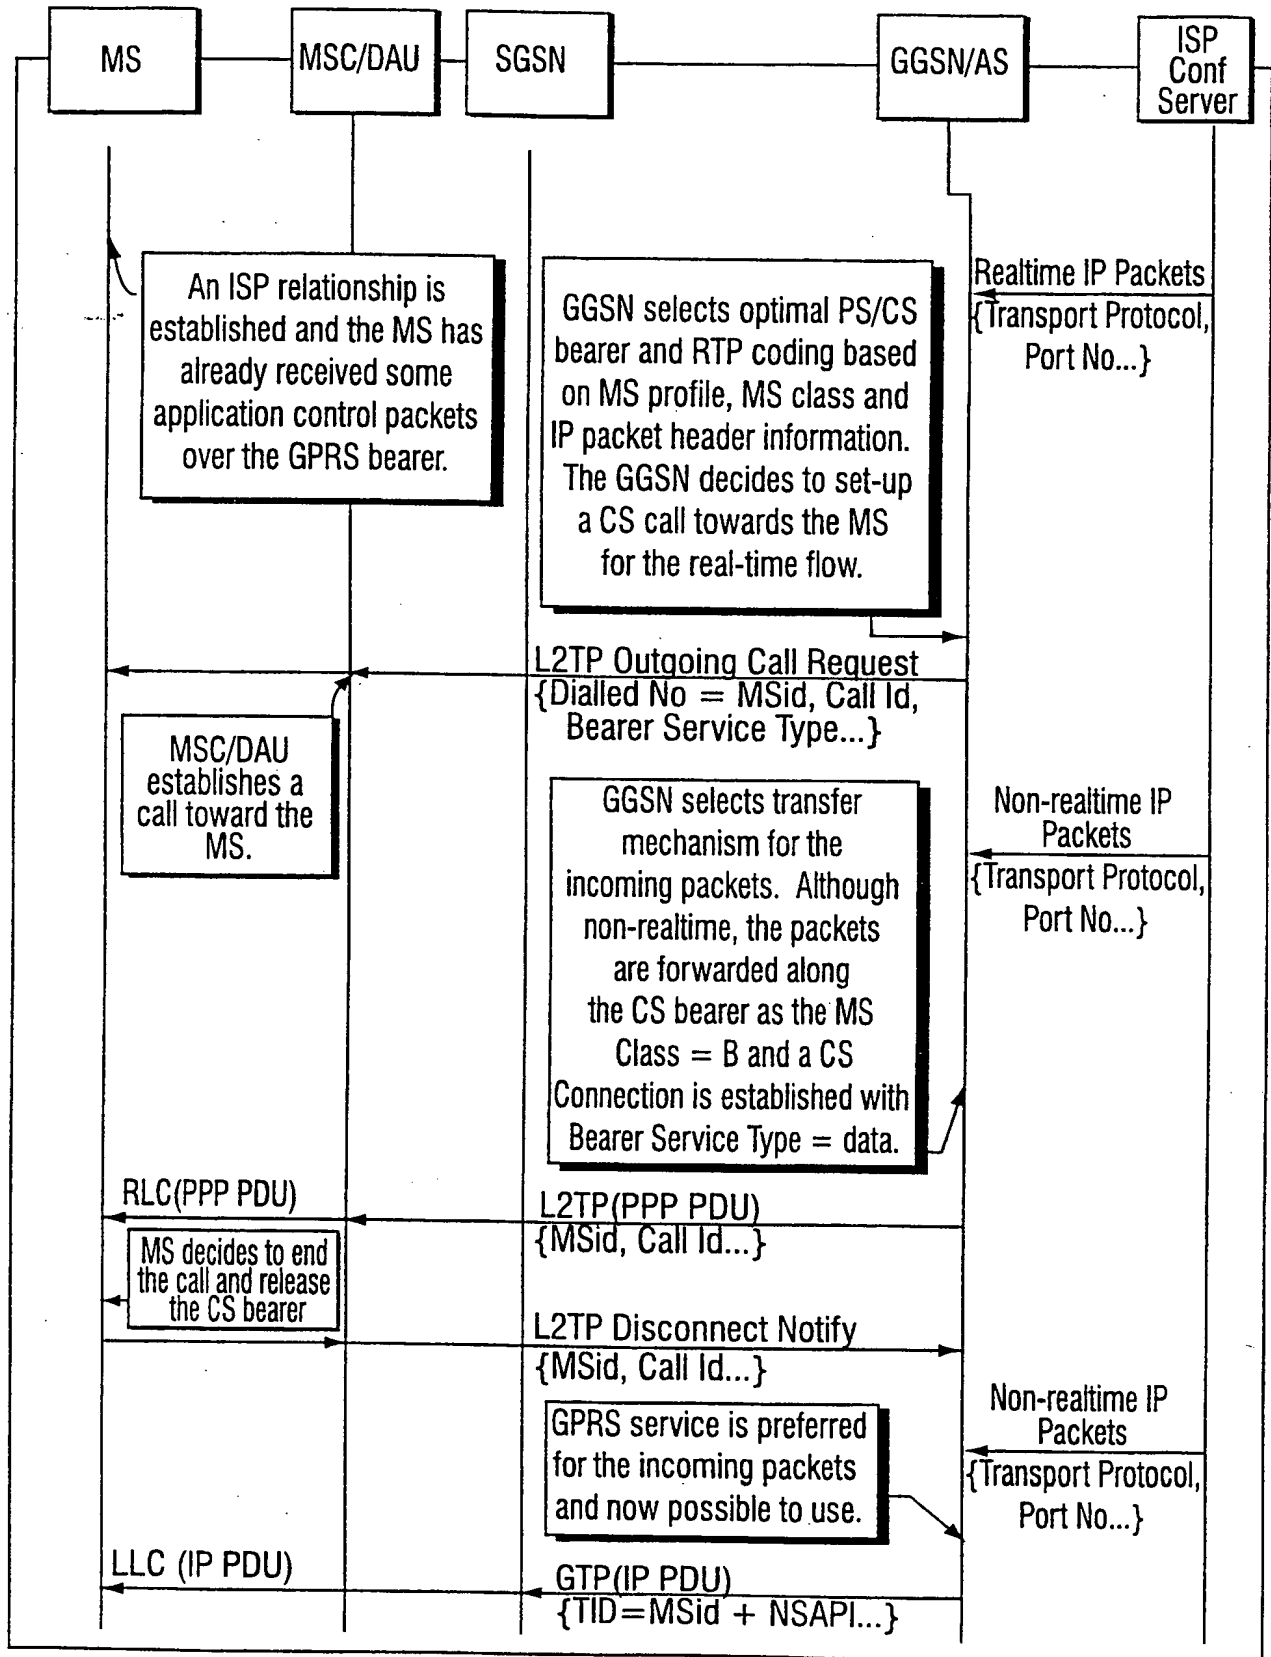 MS
MSC/DAU
SGSN
GGSN/AS
ISP
Conf
Server
An ISP relationship is
established and the MS has
already received some
application control packets
over the GPRS bearer.
GGSN selects optimal PS/CS
bearer and RTP coding based
on MS profile, MS class and
IP packet header information.
The GGSN decides to set-up
a CS call towards the MS
for the real-time flow.
Realtime IP Packets
{Transport Protocol,
Port No...}
L2TP Outgoing Call Request
{Dialled No = MSid, Call Id,
Bearer Service Type...}
MSC/DAU
establishes a
call toward the
MS.
GGSN selects transfer
mechanism for the
incoming packets. Although
non-realtime, the packets
are forwarded along
the CS bearer as the MS
Class = B and a CS
Connection is established with
Bearer Service Type = data.
Non-realtime IP
Packets
{Transport Protocol,
Port No...}
RLC(PPP PDU)
L2TP(PPP PDU)
{MSid, Call Id...}
MS decides to end
the call and release
the CS bearer
L2TP Disconnect Notify
{MSid, Call Id...}
GPRS service is preferred
for the incoming packets
and now possible to use.
Non-realtime IP
Packets
{Transport Protocol,
Port No...}
LLC (IP PDU)
GTP(IP PDU)
{TID=MSid + NSAPI...}